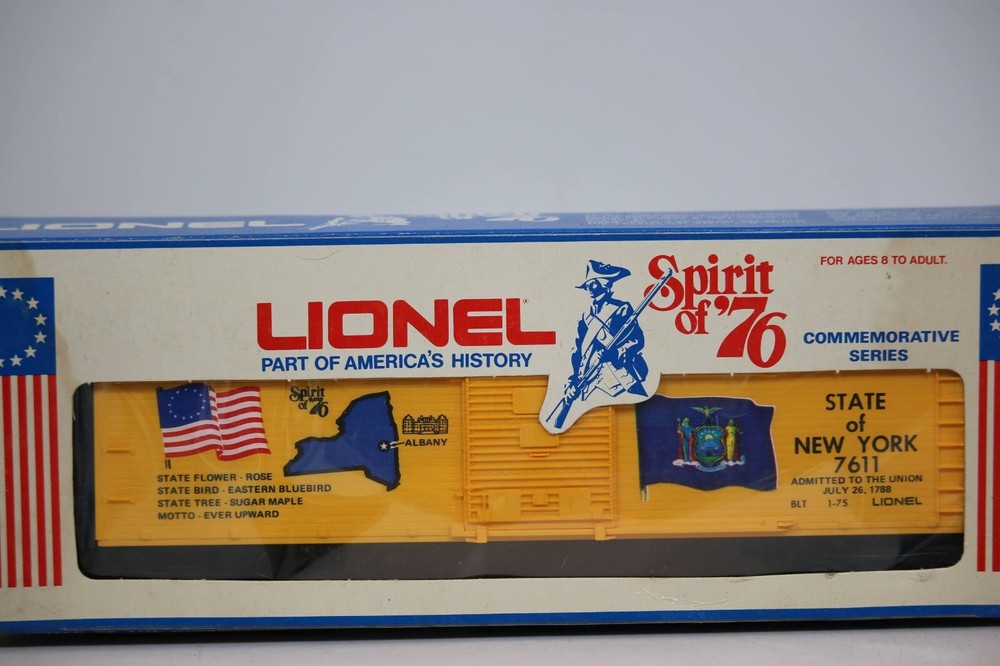 LIONEL
LIONEL®
PART OF AMERICA'S HISTORY
Spirit
of '76
FOR AGES 8 TO ADULT.
COMMEMORATIVE
SERIES
Spirit
of '76
ALBANY
STATE FLOWER - ROSE
STATE BIRD - EASTERN BLUEBIRD
STATE TREE - SUGAR MAPLE
MOTTO - EVER UPWARD
STATE
of
NEW YORK
7611
ADMITTED TO THE UNION
JULY 26, 1788
BLT 1-75 LIONEL